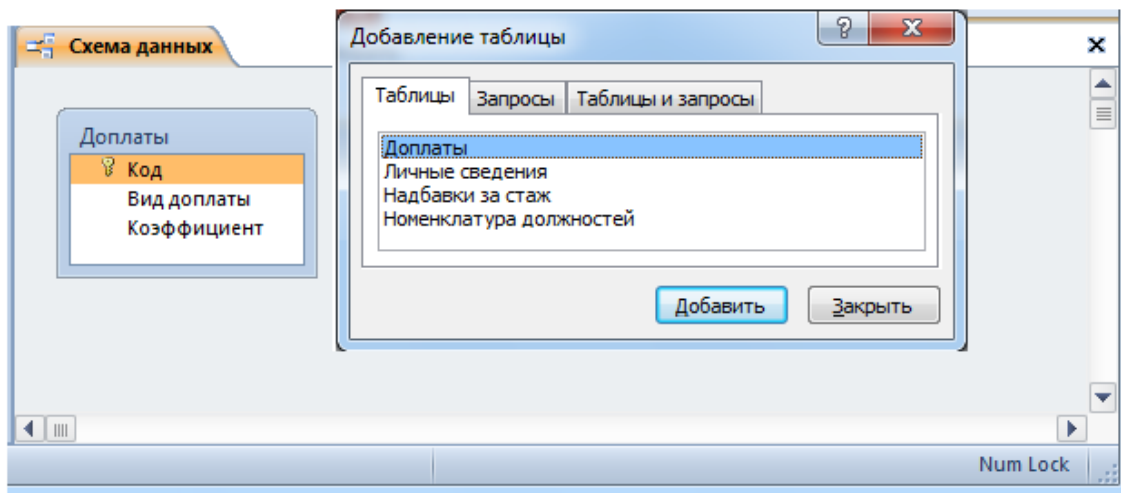 Схема данных
Доплаты
Код
Вид доплаты
Коэффициент
Добавление таблицы
Таблицы
Запросы
Таблицы и запросы
Доплаты
Личные сведения
Надбавки за стаж
Номенклатура должностей
Добавить
Закрыть
Num Lock